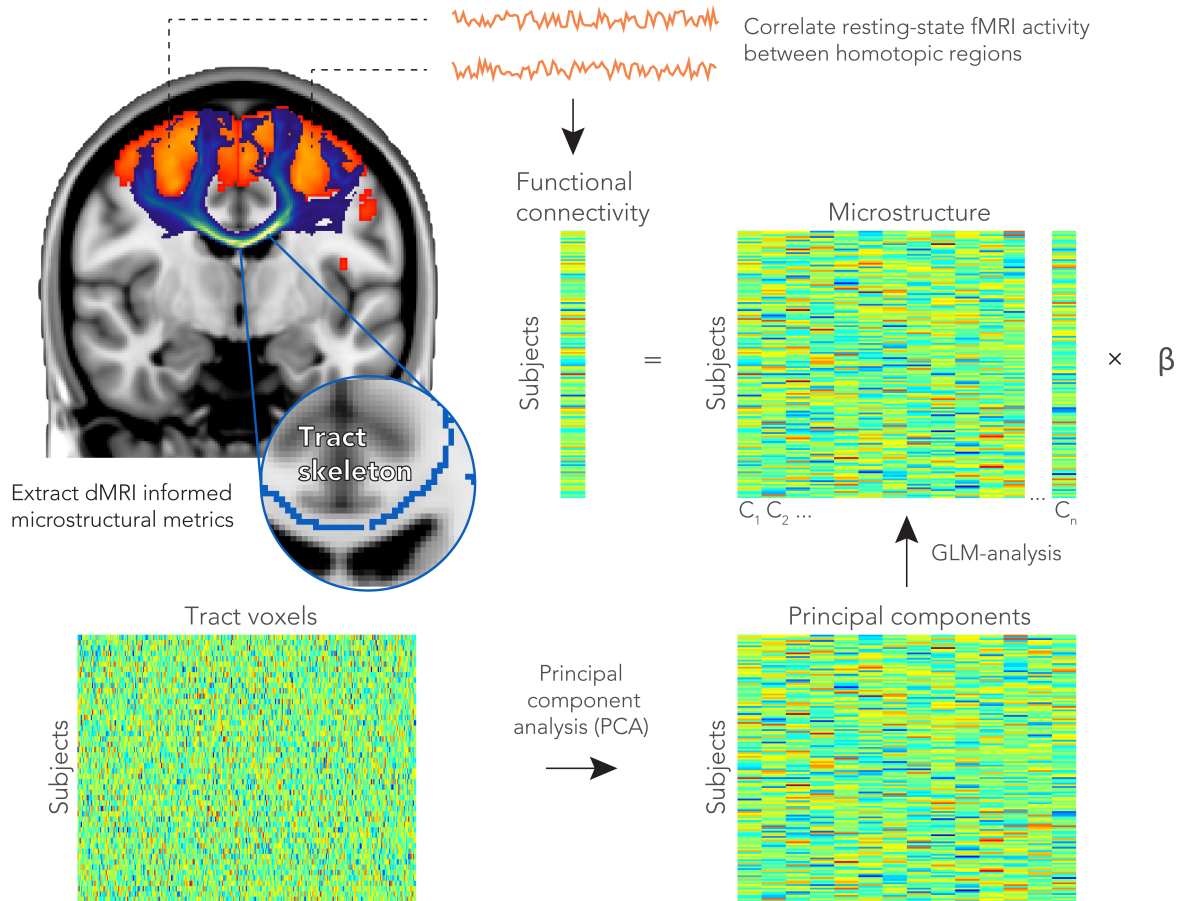 Correlate resting-state fMRI activity
between homotopic regions
Functional
connectivity
Microstructure
Subjects
=
Subjects
× β
Tract
skeleton
Extract dMRI informed
microstructural metrics
C₁ C₂ ... ... Cₙ
GLM-analysis
Tract voxels
Principal components
Subjects
Principal
component
analysis (PCA)
Subjects